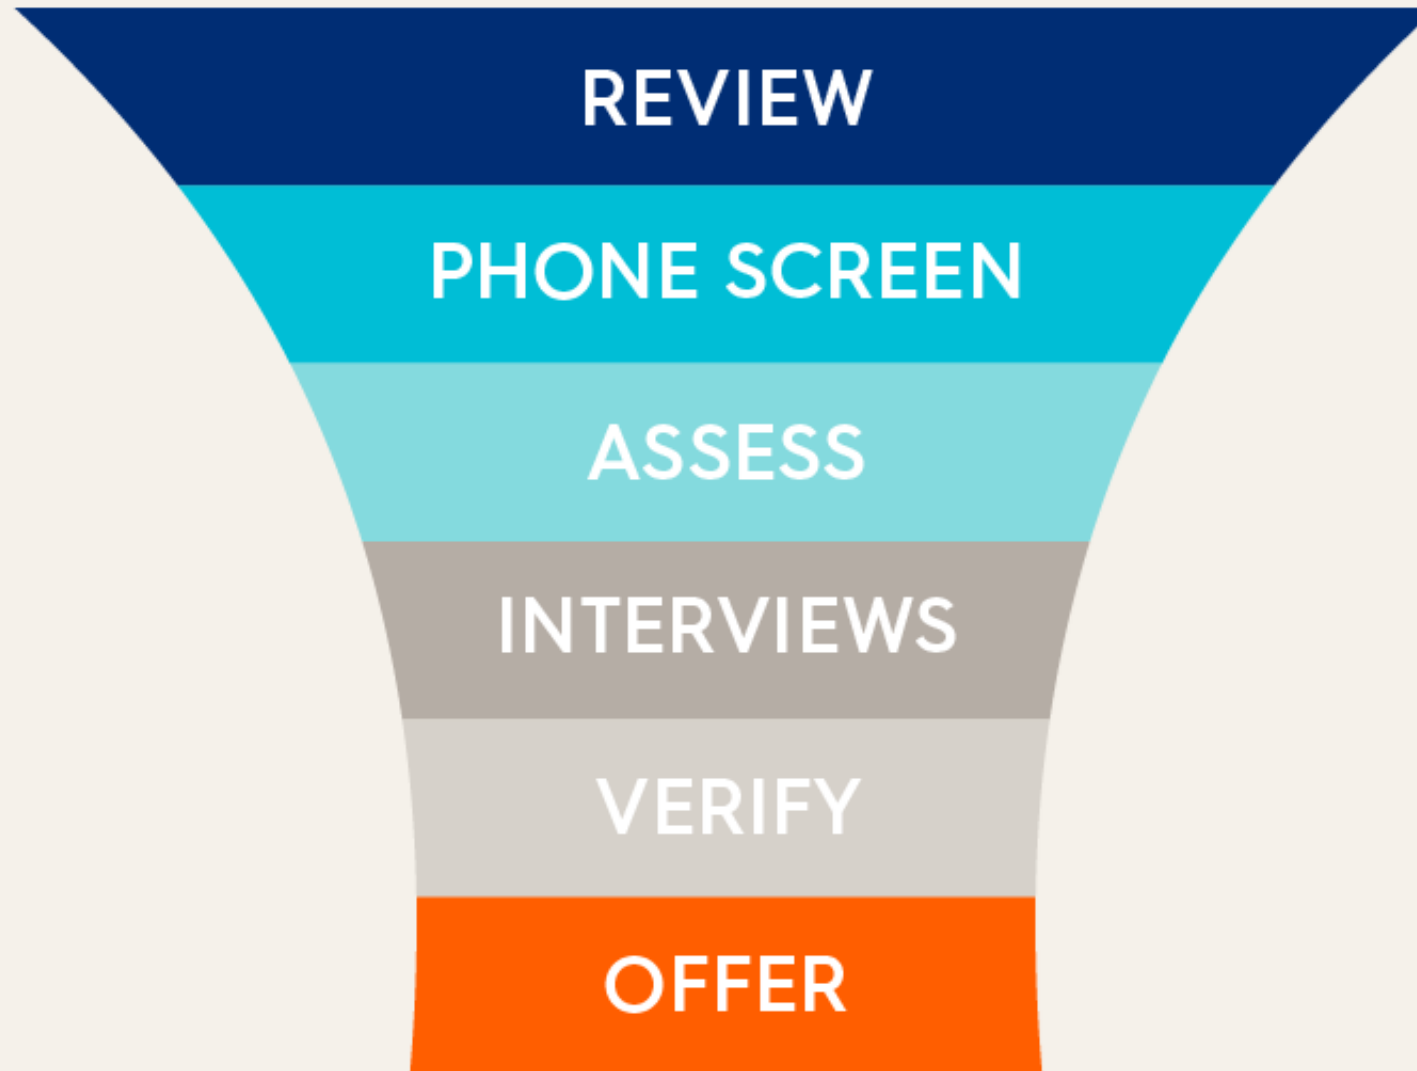 REVIEW
PHONE SCREEN
ASSESS
INTERVIEWS
VERIFY
OFFER